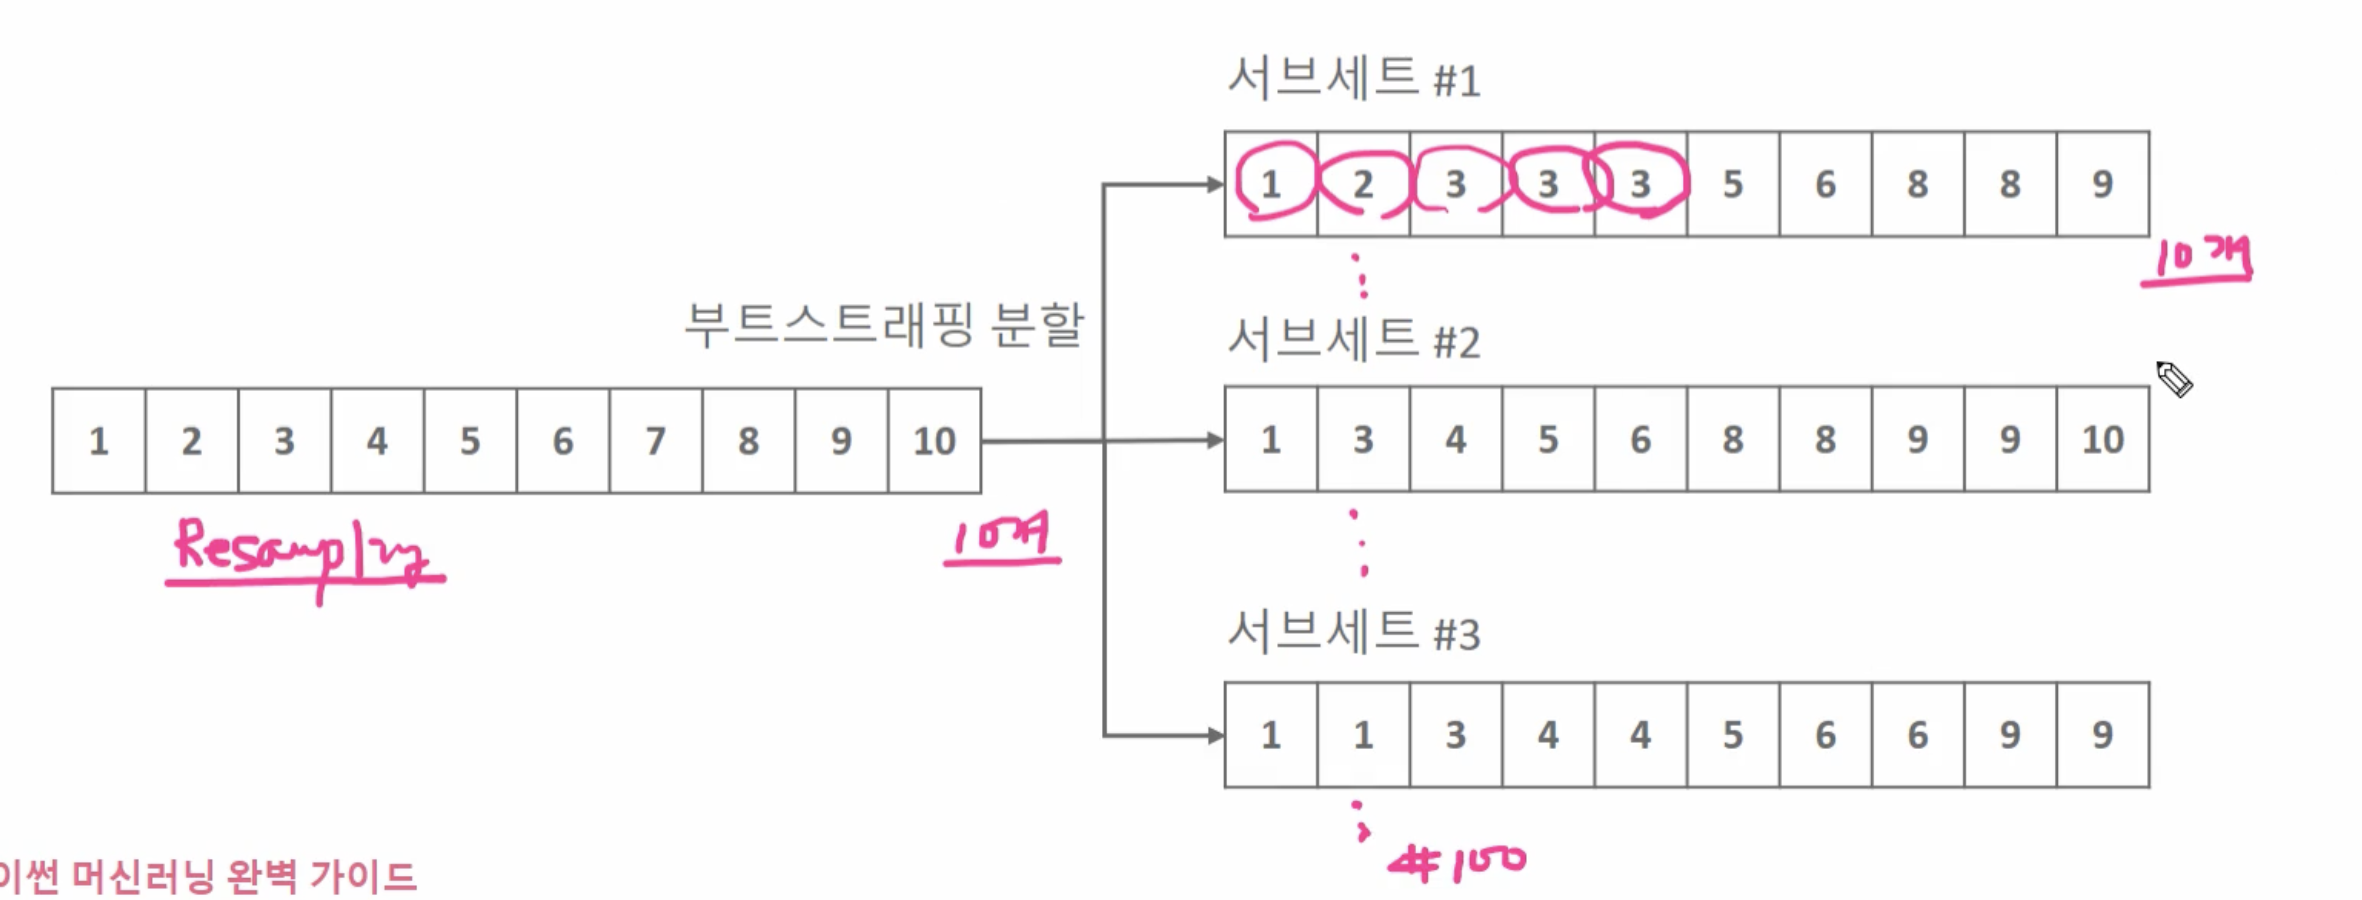 서브세트 #1
1 2 3 3 3 5 6 8 8 9
10개
부트스트래핑 분할
서브세트 #2
1 2 3 4 5 6 7 8 9 10
1 3 4 5 6 8 8 9 9 10
Resampling
10개
서브세트 #3
1 1 3 4 4 5 6 6 9 9
#100
이썬 머신러닝 완벽 가이드